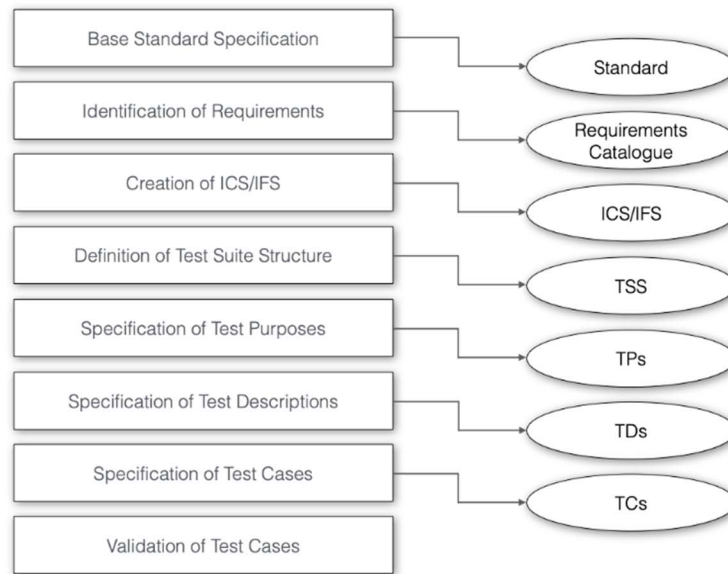 Base Standard Specification
Standard
Identification of Requirements
Requirements
Catalogue
Creation of ICS/IFS
ICS/IFS
Definition of Test Suite Structure
TSS
Specification of Test Purposes
TPs
Specification of Test Descriptions
TDs
Specification of Test Cases
TCs
Validation of Test Cases